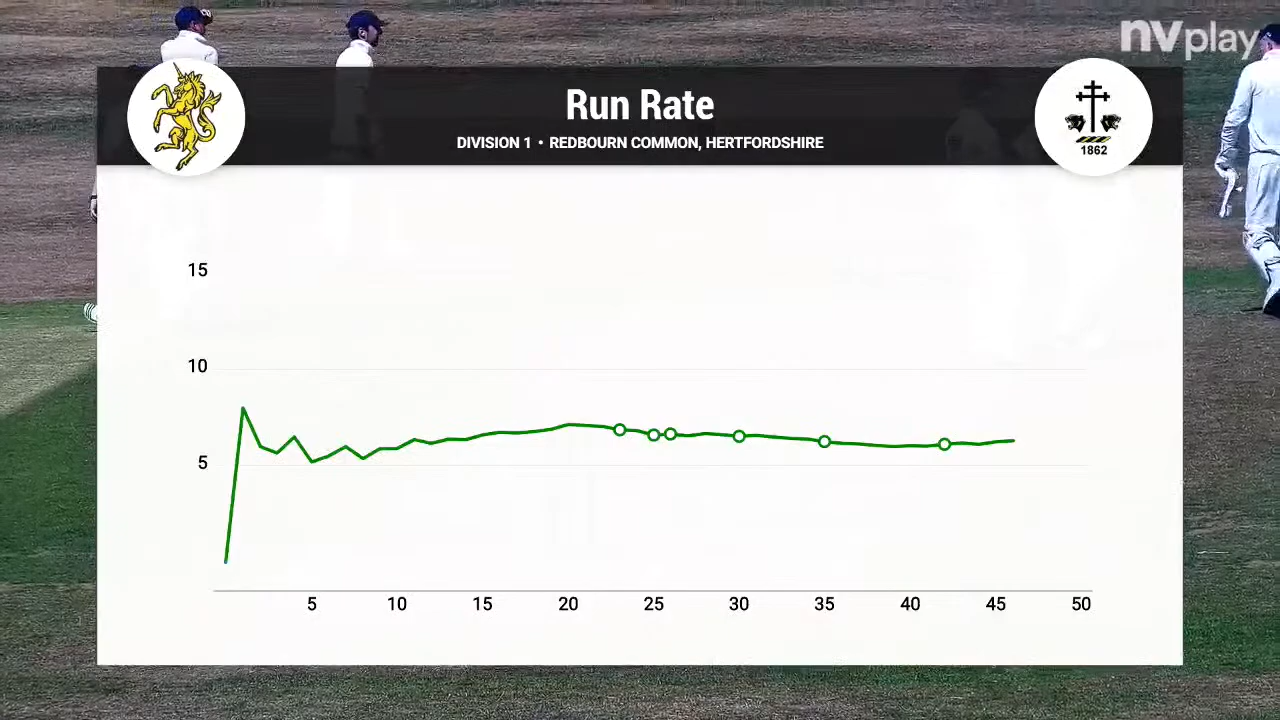 nvplay
Run Rate
DIVISION 1 • REDBOURN COMMON, HERTFORDSHIRE
1862
15
10
5
5 10 15 20 25 30 35 40 45 50